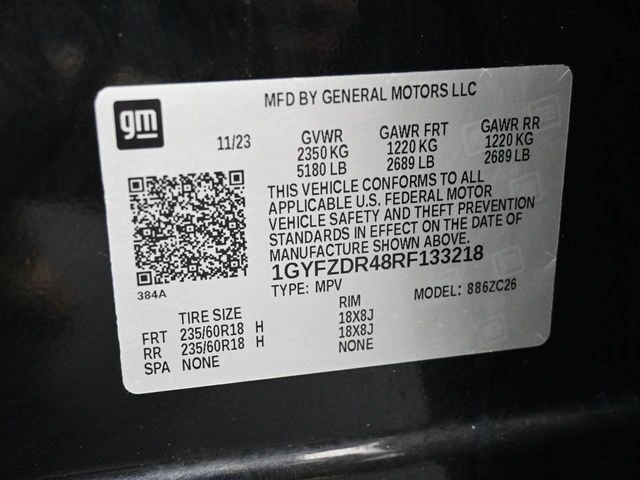 MFD BY GENERAL MOTORS LLC
gm
11/23
GVWR GAWR FRT GAWR RR
2350 KG 1220 KG 1220 KG
5180 LB 2689 LB 2689 LB
THIS VEHICLE CONFORMS TO ALL
APPLICABLE U.S. FEDERAL MOTOR
VEHICLE SAFETY AND THEFT PREVENTION
STANDARDS IN EFFECT ON THE DATE OF
MANUFACTURE SHOWN ABOVE.
1GYFZDR48RF133218
TYPE: MPV MODEL: 886ZC26
384A
TIRE SIZE RIM
FRT 235/60R18 H 18X8J
RR 235/60R18 H 18X8J
SPA NONE NONE